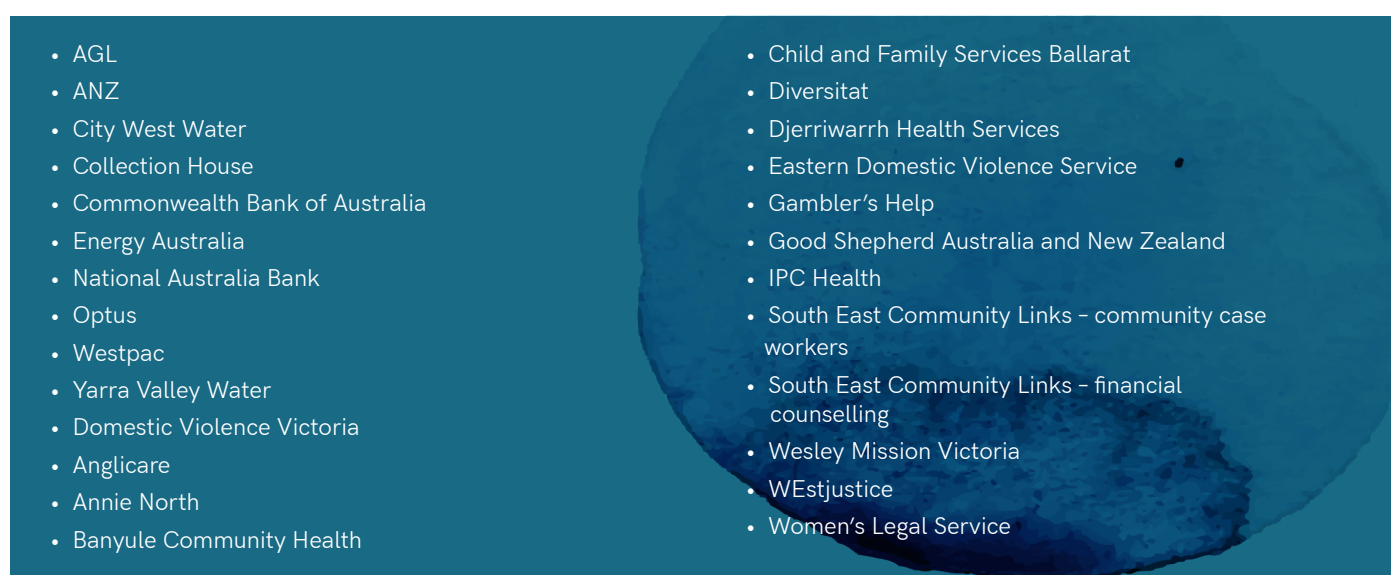 • AGL
• ANZ
• City West Water
• Collection House
• Commonwealth Bank of Australia
• Energy Australia
• National Australia Bank
• Optus
• Westpac
• Yarra Valley Water
• Domestic Violence Victoria
• Anglicare
• Annie North
• Banyule Community Health
• Child and Family Services Ballarat
• Diversitat
• Djerriwarrh Health Services
• Eastern Domestic Violence Service
• Gambler’s Help
• Good Shepherd Australia and New Zealand
• IPC Health
• South East Community Links – community case
workers
• South East Community Links – financial
counselling
• Wesley Mission Victoria
• WEstjustice
• Women’s Legal Service